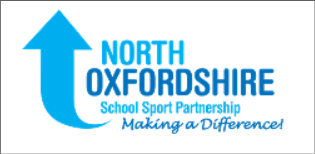 NORTH
OXFORDSHIRE
School Sport Partnership
Making a Difference!